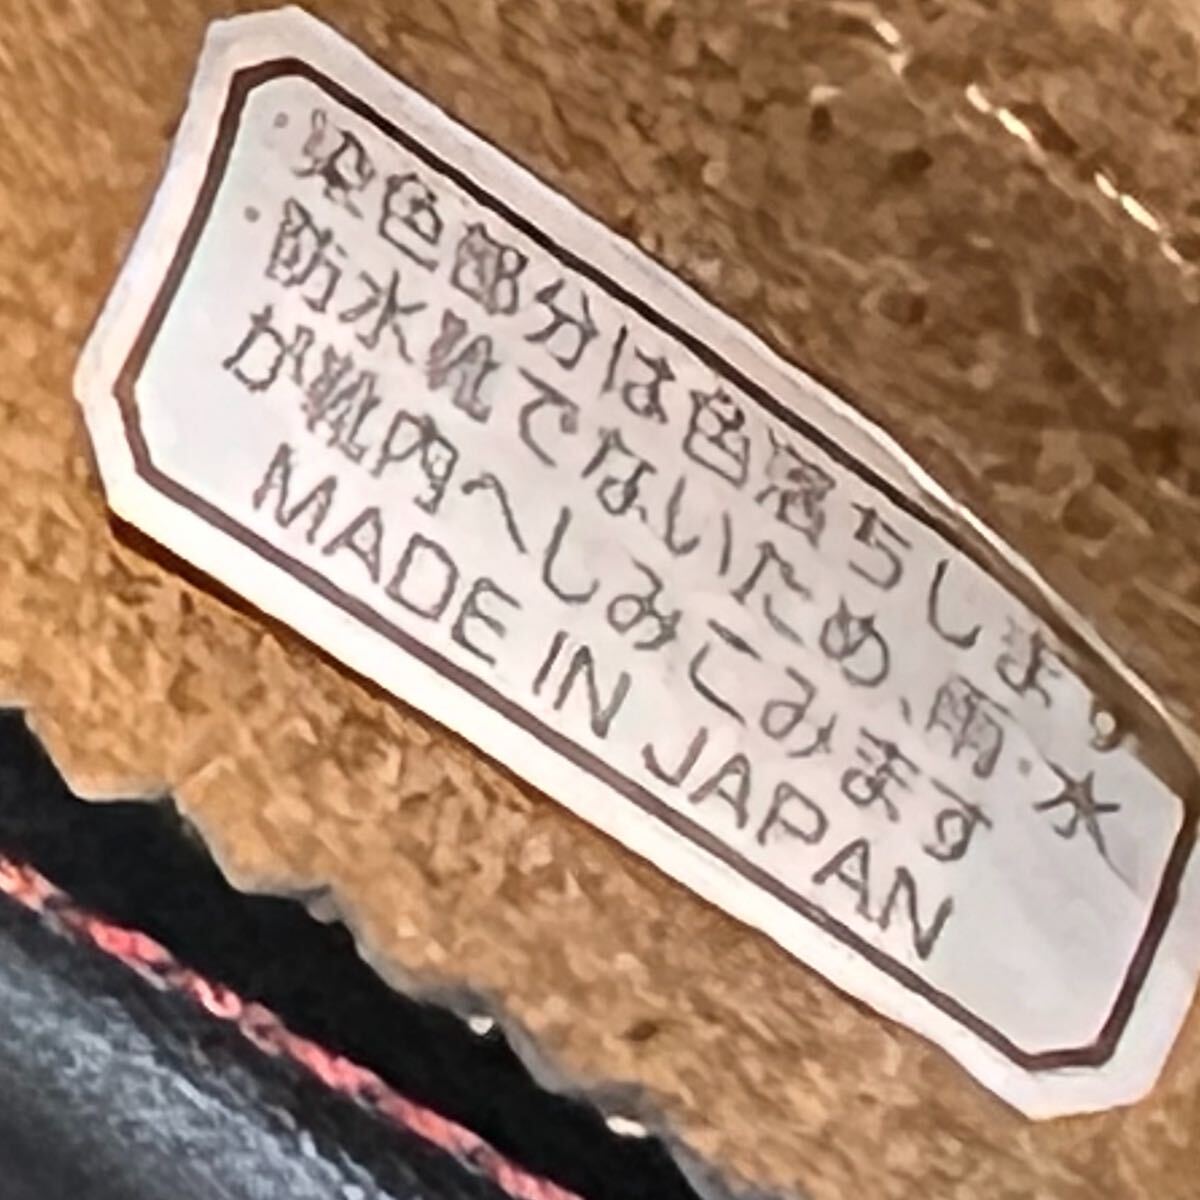 ・染色部分は色落ちします。
・防水靴でないため、雨・水
が靴内へしみこみます
MADE IN JAPAN